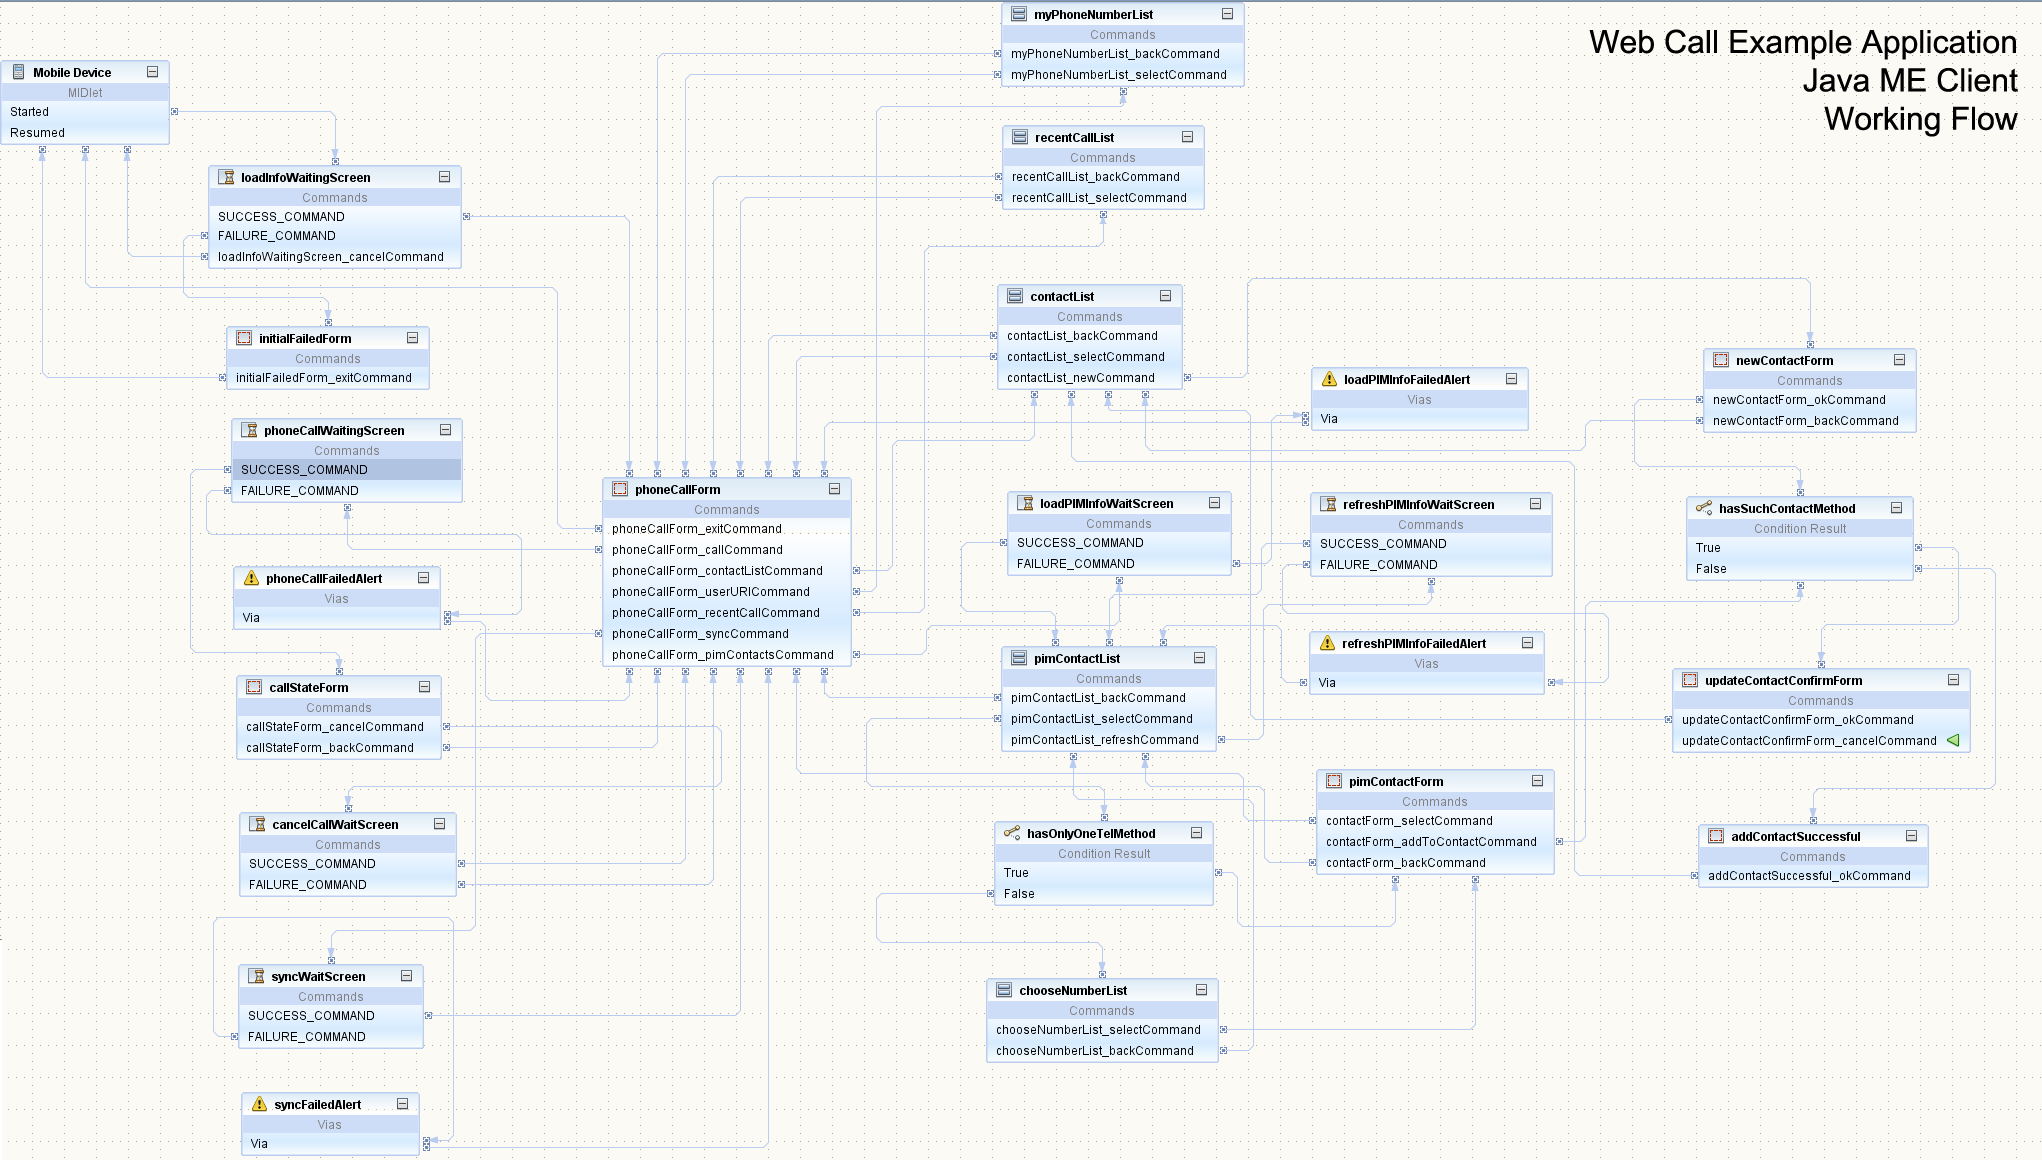 Web Call Example Application
Java ME Client
Working Flow
myPhoneNumberList
Commands
myPhoneNumberList_backCommand
myPhoneNumberList_selectCommand
Mobile Device
MIDlet
Started
Resumed
recentCallList
Commands
recentCallList_backCommand
recentCallList_selectCommand
loadInfoWaitingScreen
Commands
SUCCESS_COMMAND
FAILURE_COMMAND
loadInfoWaitingScreen_cancelCommand
contactList
Commands
contactList_backCommand
contactList_selectCommand
contactList_newCommand
initialFailedForm
Commands
initialFailedForm_exitCommand
loadPIMInfoFailedAlert
Vias
Via
newContactForm
Commands
newContactForm_okCommand
newContactForm_backCommand
phoneCallWaitingScreen
Commands
SUCCESS_COMMAND
FAILURE_COMMAND
phoneCallForm
Commands
phoneCallForm_exitCommand
phoneCallForm_callCommand
phoneCallForm_contactListCommand
phoneCallForm_userURICommand
phoneCallForm_recentCallCommand
phoneCallForm_syncCommand
phoneCallForm_pimContactsCommand
loadPIMInfoWaitScreen
Commands
SUCCESS_COMMAND
FAILURE_COMMAND
refreshPIMInfoWaitScreen
Commands
SUCCESS_COMMAND
FAILURE_COMMAND
hasSuchContactMethod
Condition Result
True
False
phoneCallFailedAlert
Vias
Via
refreshPIMInfoFailedAlert
Vias
Via
pimContactList
Commands
pimContactList_backCommand
pimContactList_selectCommand
pimContactList_refreshCommand
updateContactConfirmForm
Commands
updateContactConfirmForm_okCommand
updateContactConfirmForm_cancelCommand
callStateForm
Commands
callStateForm_cancelCommand
callStateForm_backCommand
pimContactForm
Commands
contactForm_selectCommand
contactForm_addToContactCommand
contactForm_backCommand
cancelCallWaitScreen
Commands
SUCCESS_COMMAND
FAILURE_COMMAND
hasOnlyOneTelMethod
Condition Result
True
False
addContactSuccessful
Commands
addContactSuccessful_okCommand
syncWaitScreen
Commands
SUCCESS_COMMAND
FAILURE_COMMAND
chooseNumberList
Commands
chooseNumberList_selectCommand
chooseNumberList_backCommand
syncFailedAlert
Vias
Via